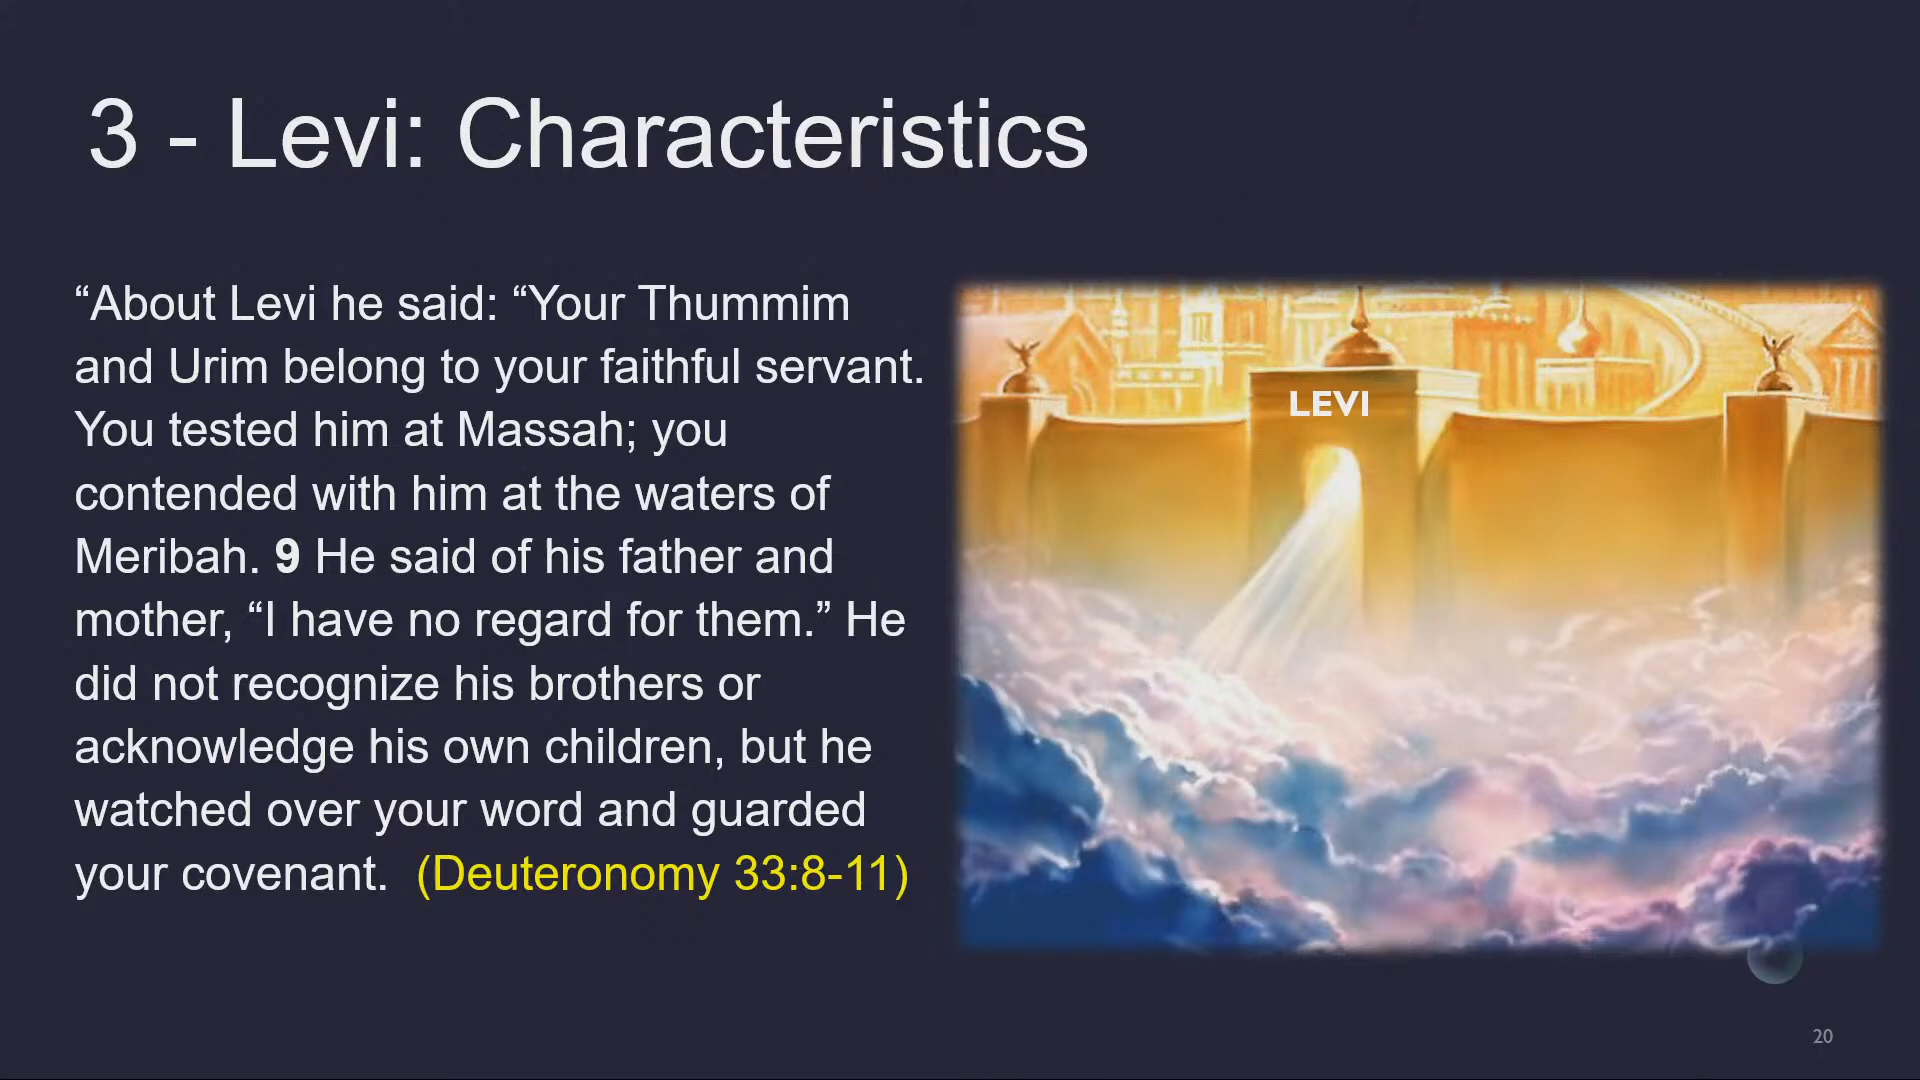 3 - Levi: Characteristics
“About Levi he said: “Your Thummim
and Urim belong to your faithful servant.
You tested him at Massah; you
contended with him at the waters of
Meribah. 9 He said of his father and
mother, “I have no regard for them.” He
did not recognize his brothers or
acknowledge his own children, but he
watched over your word and guarded
your covenant.  (Deuteronomy 33:8-11)
LEVI
20